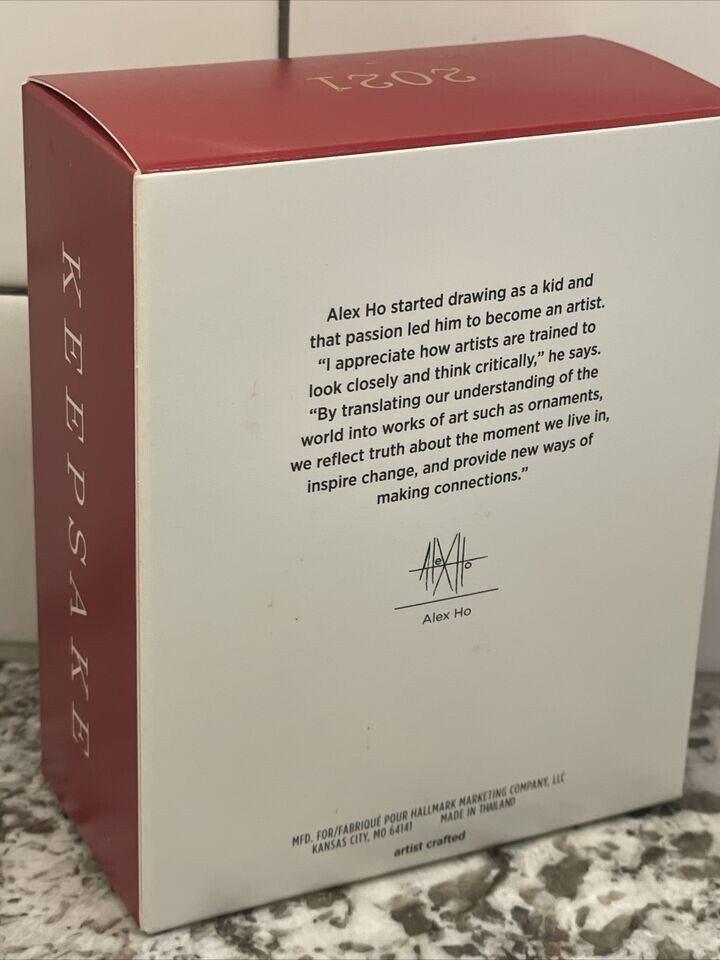 2021
KEEPSAKE
Alex Ho started drawing as a kid and
that passion led him to become an artist.
“I appreciate how artists are trained to
look closely and think critically,” he says.
“By translating our understanding of the
world into works of art such as ornaments,
we reflect truth about the moment we live in,
inspire change, and provide new ways of
making connections.”
AlexHo
Alex Ho
MFD. FOR/FABRIQUÉ POUR HALLMARK MARKETING COMPANY, LLC
KANSAS CITY, MO 64141 MADE IN THAILAND
artist crafted